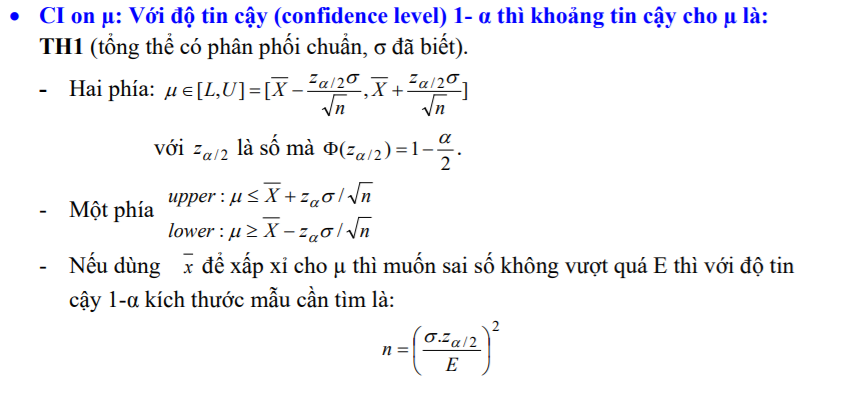 • CI on μ: Với độ tin cậy (confidence level) 1- α thì khoảng tin cậy cho μ là:
TH1 (tổng thể có phân phối chuẩn, σ đã biết).
- Hai phía: $\mu \in [L,U] = [\overline{X} - \frac{z_{\alpha/2}\sigma}{\sqrt{n}}, \overline{X} + \frac{z_{\alpha/2}\sigma}{\sqrt{n}}]$
với $z_{\alpha/2}$ là số mà $\Phi(z_{\alpha/2}) = 1 - \frac{\alpha}{2}$.
- Một phía $upper: \mu \le \overline{X} + z_{\alpha}\sigma / \sqrt{n}$
$lower: \mu \ge \overline{X} - z_{\alpha}\sigma / \sqrt{n}$
- Nếu dùng $\overline{x}$ để xấp xỉ cho μ thì muốn sai số không vượt quá E thì với độ tin
cậy 1-α kích thước mẫu cần tìm là:
$n = \left(\frac{\sigma.z_{\alpha/2}}{E}\right)^2$